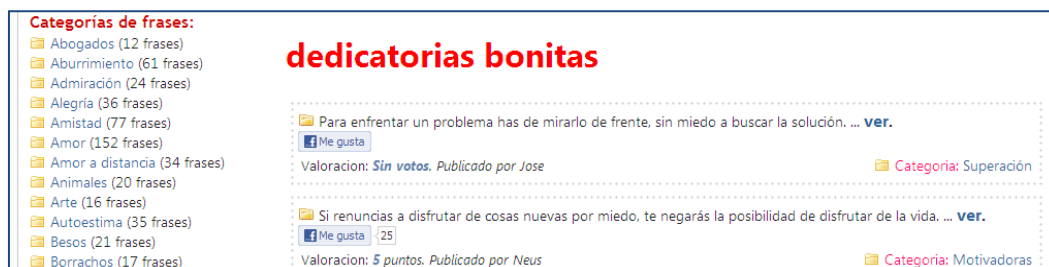 Categorías de frases:
Abogados (12 frases)
Aburrimiento (61 frases)
Admiración (24 frases)
Alegría (36 frases)
Amistad (77 frases)
Amor (152 frases)
Amor a distancia (34 frases)
Animales (20 frases)
Arte (16 frases)
Autoestima (35 frases)
Besos (21 frases)
Borrachos (17 frases)
dedicatorias bonitas
Para enfrentar un problema has de mirarlo de frente, sin miedo a buscar la solución. ... ver.
Me gusta
Valoracion: Sin votos. Publicado por Jose Categoria: Superación
Si renuncias a disfrutar de cosas nuevas por miedo, te negarás la posibilidad de disfrutar de la vida. ... ver.
Me gusta 25
Valoracion: 5 puntos. Publicado por Neus Categoria: Motivadoras